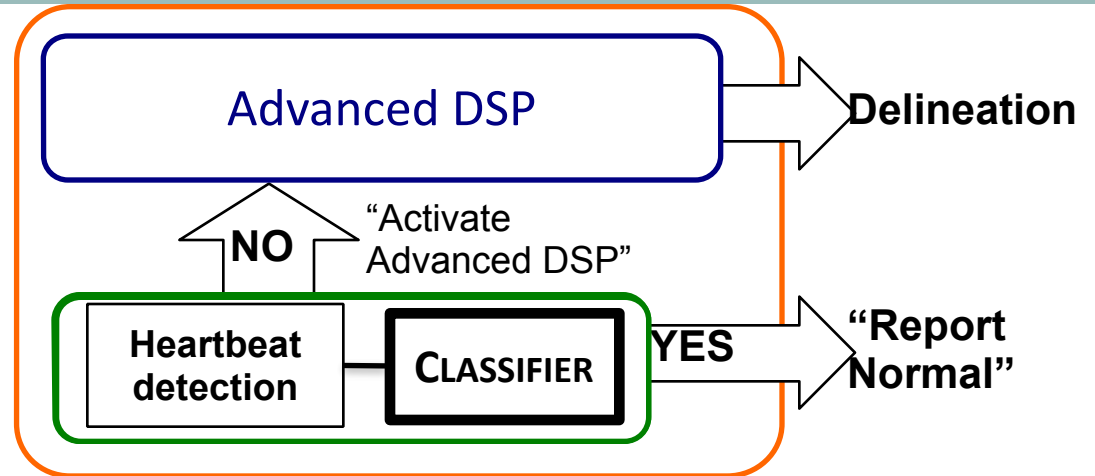 Advanced DSP
Delineation
NO
“Activate
Advanced DSP”
Heartbeat
detection
CLASSIFIER
YES
“Report
Normal”